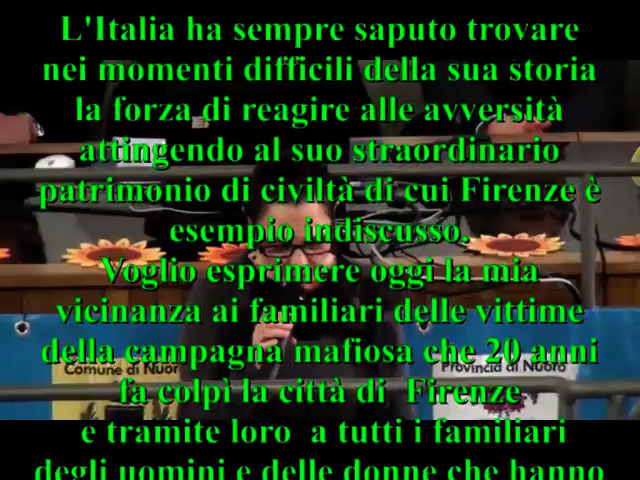 L'Italia ha sempre saputo trovare
nei momenti difficili della sua storia
la forza di reagire alle avversità
attingendo al suo straordinario
patrimonio di civiltà di cui Firenze è
esempio indiscusso.
Voglio esprimere oggi la mia
vicinanza ai familiari delle vittime
della campagna mafiosa che 20 anni
fa colpì la città di Firenze
e tramite loro a tutti i familiari
degli uomini e delle donne che hanno
Comune di Nuor
Provincia di Nuoro